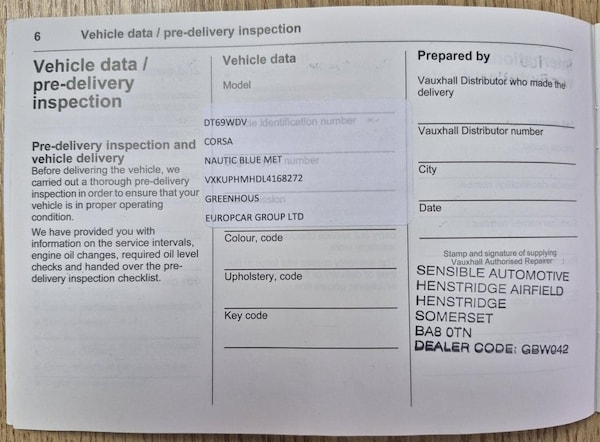 6 Vehicle data / pre-delivery inspection
Vehicle data /
pre-delivery
inspection
Pre-delivery inspection and
vehicle delivery
Before delivering the vehicle, we
carried out a thorough pre-delivery
inspection in order to ensure that your
vehicle is in proper operating
condition.
We have provided you with
information on the service intervals,
engine oil changes, required oil level
checks and handed over the pre-
delivery inspection checklist.
Vehicle data
Model
DT69WDV identification number
CORSA
NAUTIC BLUE MET number
VXKUPHMHDL4168272
GREENHOUS
EUROPCAR GROUP LTD
Colour, code
Upholstery, code
Key code
Prepared by
Vauxhall Distributor who made the
delivery
Vauxhall Distributor number
City
Date
Stamp and signature of supplying
Vauxhall Authorised Repairer
SENSIBLE AUTOMOTIVE
HENSTRIDGE AIRFIELD
HENSTRIDGE
SOMERSET
BA8 0TN
DEALER CODE: GBW042